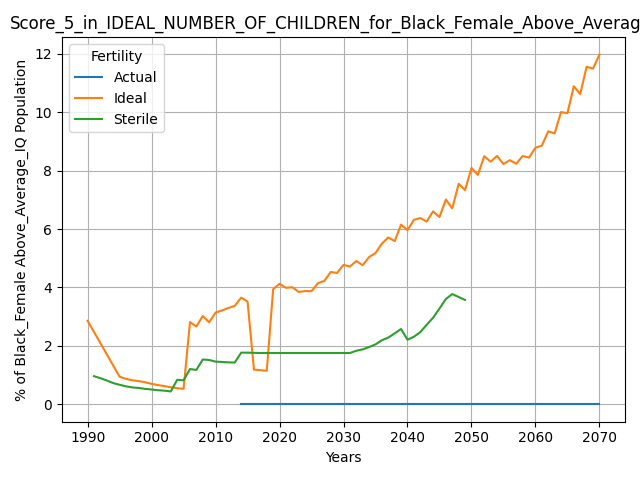 Score_5_in_IDEAL_NUMBER_OF_CHILDREN_for_Black_Female_Above_Averag
Fertility
Actual
Ideal
Sterile
% of Black_Female Above_Average_IQ Population
12
10
8
6
4
2
0
1990 2000 2010 2020 2030 2040 2050 2060 2070
Years